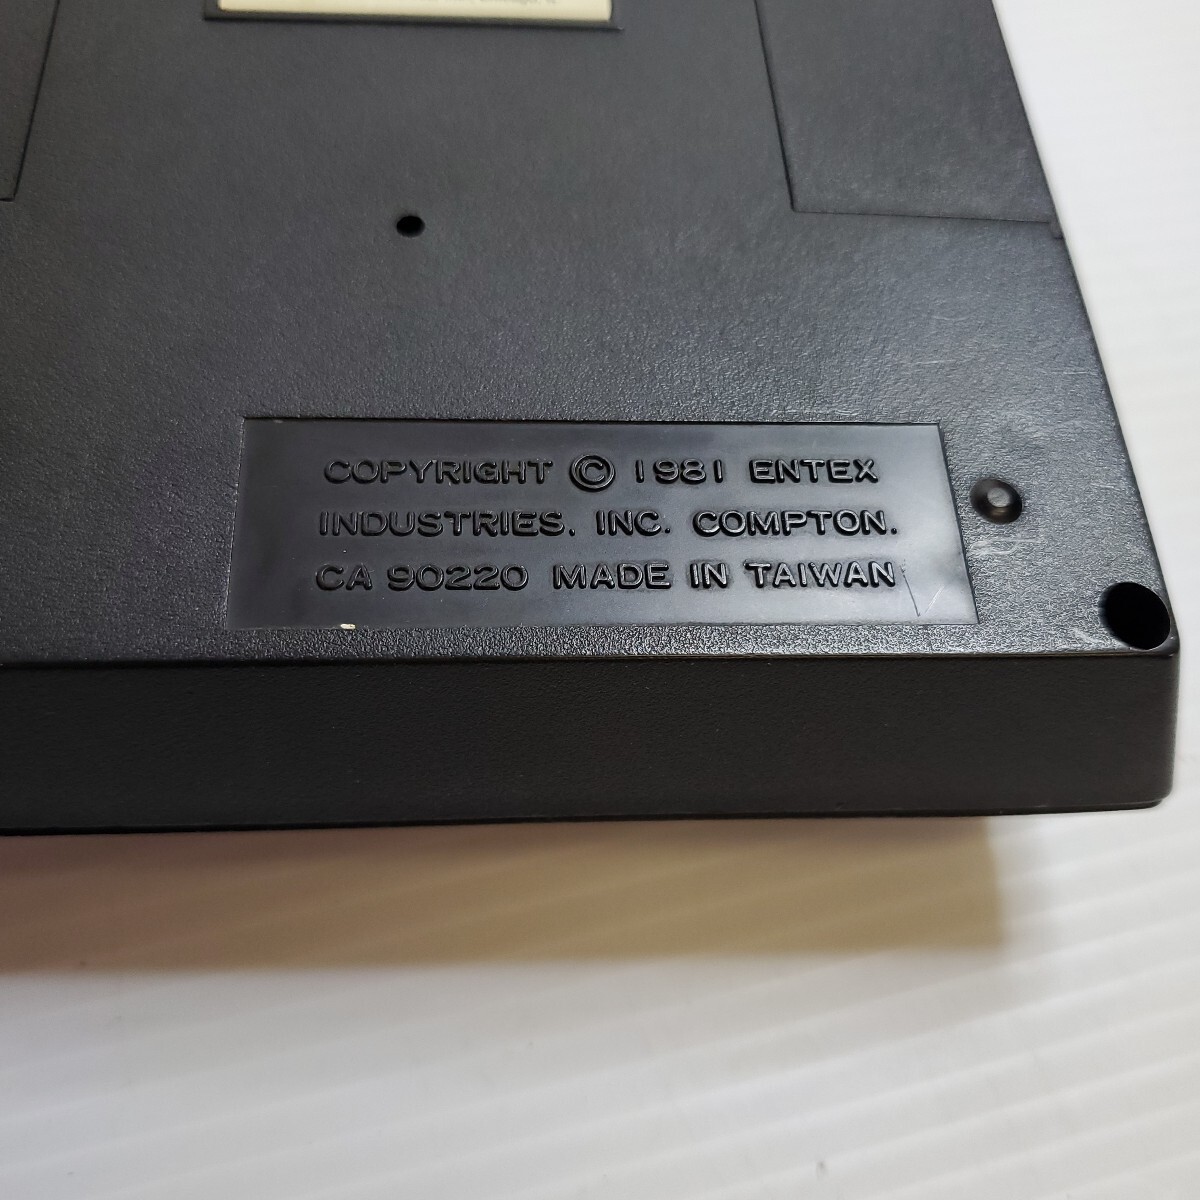 COPYRIGHT © 1981 ENTEX
INDUSTRIES, INC. COMPTON.
CA 90220 MADE IN TAIWAN